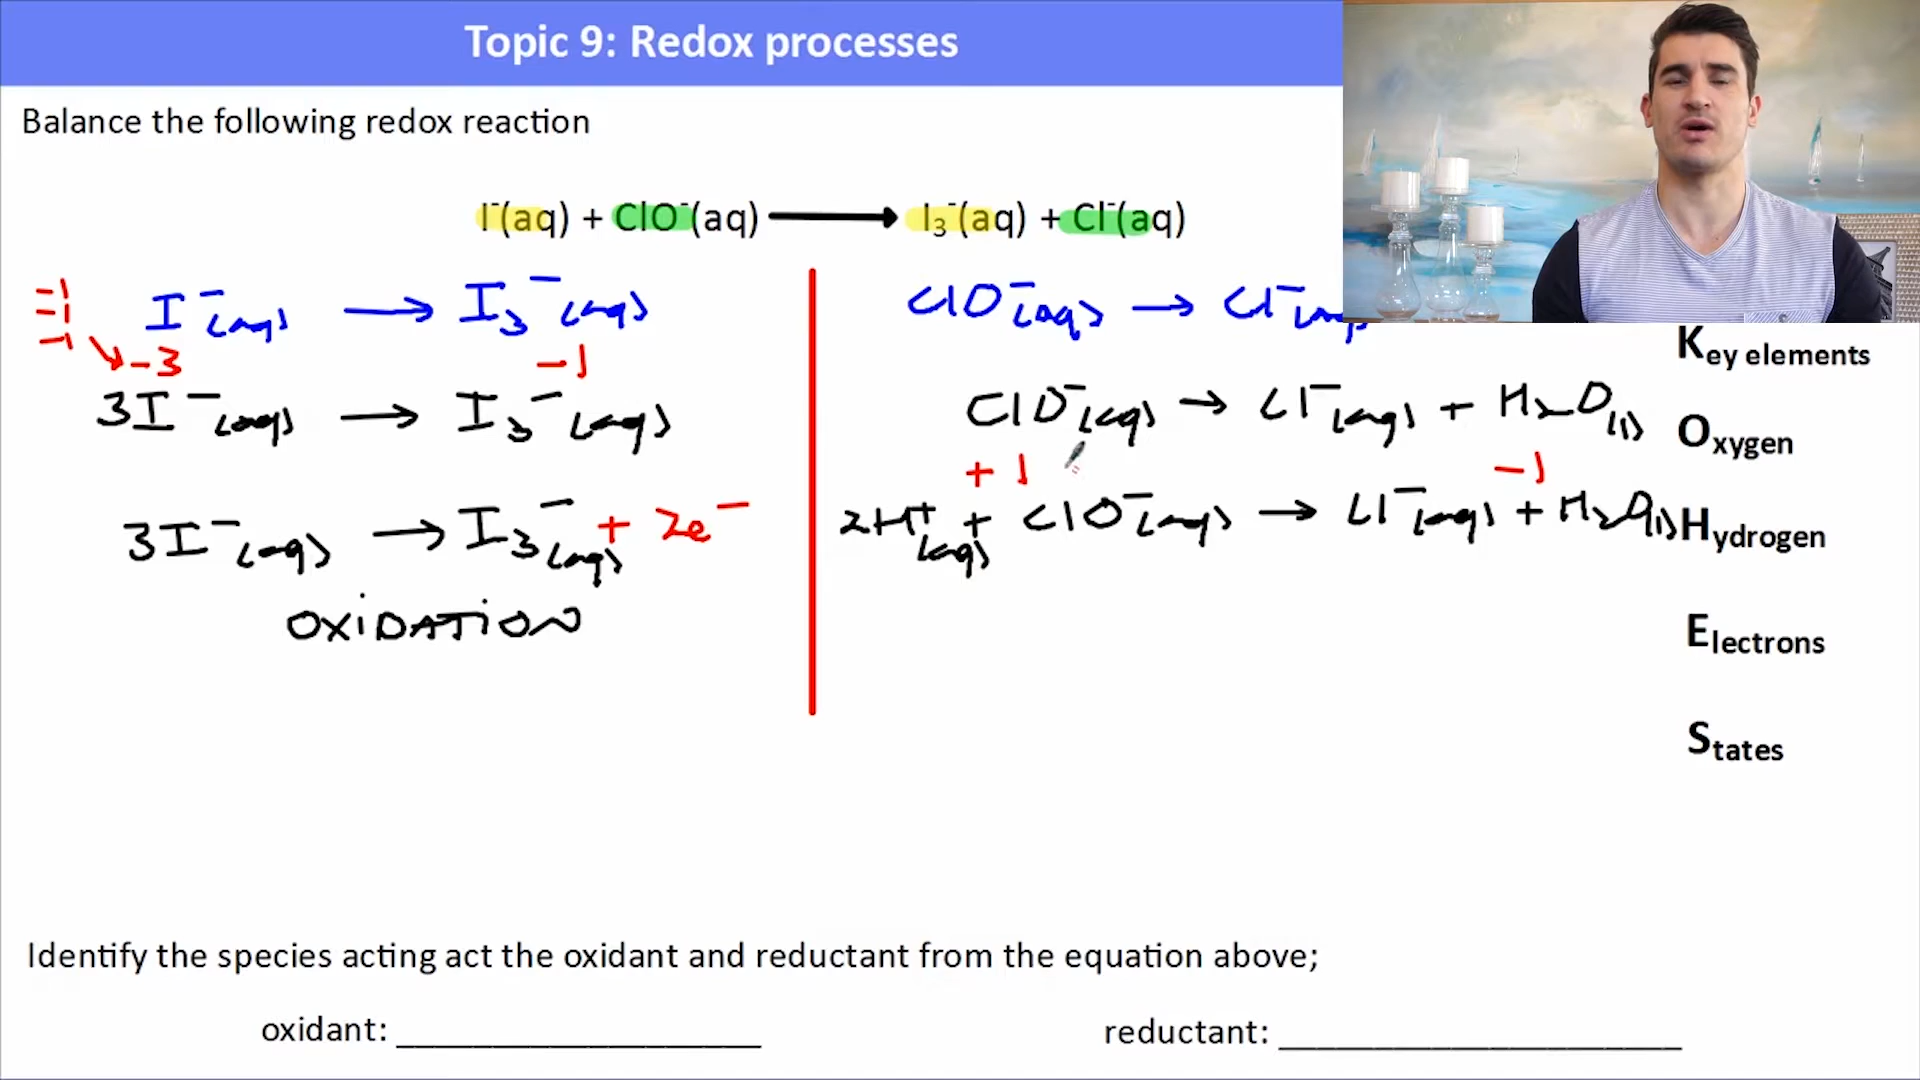 Topic 9: Redox processes
Balance the following redox reaction
I⁻(aq) + ClO⁻(aq) ⟶ I₃⁻(aq) + Cl⁻(aq)
-1
-1
-1
I⁻(aq) → I₃⁻(aq)
-3
-1
3I⁻(aq) → I₃⁻(aq)
3I⁻(aq) → I₃⁻(aq) + 2e⁻
OXIDATION
ClO⁻(aq) → Cl⁻(aq)
ClO⁻(aq) → Cl⁻(aq) + H₂O(l)
+1
-1
2H⁺(aq) + ClO⁻(aq) → Cl⁻(aq) + H₂O(l)
Key elements
Oxygen
Hydrogen
Electrons
States
Identify the species acting act the oxidant and reductant from the equation above;
oxidant: ____________________
reductant: ______________________